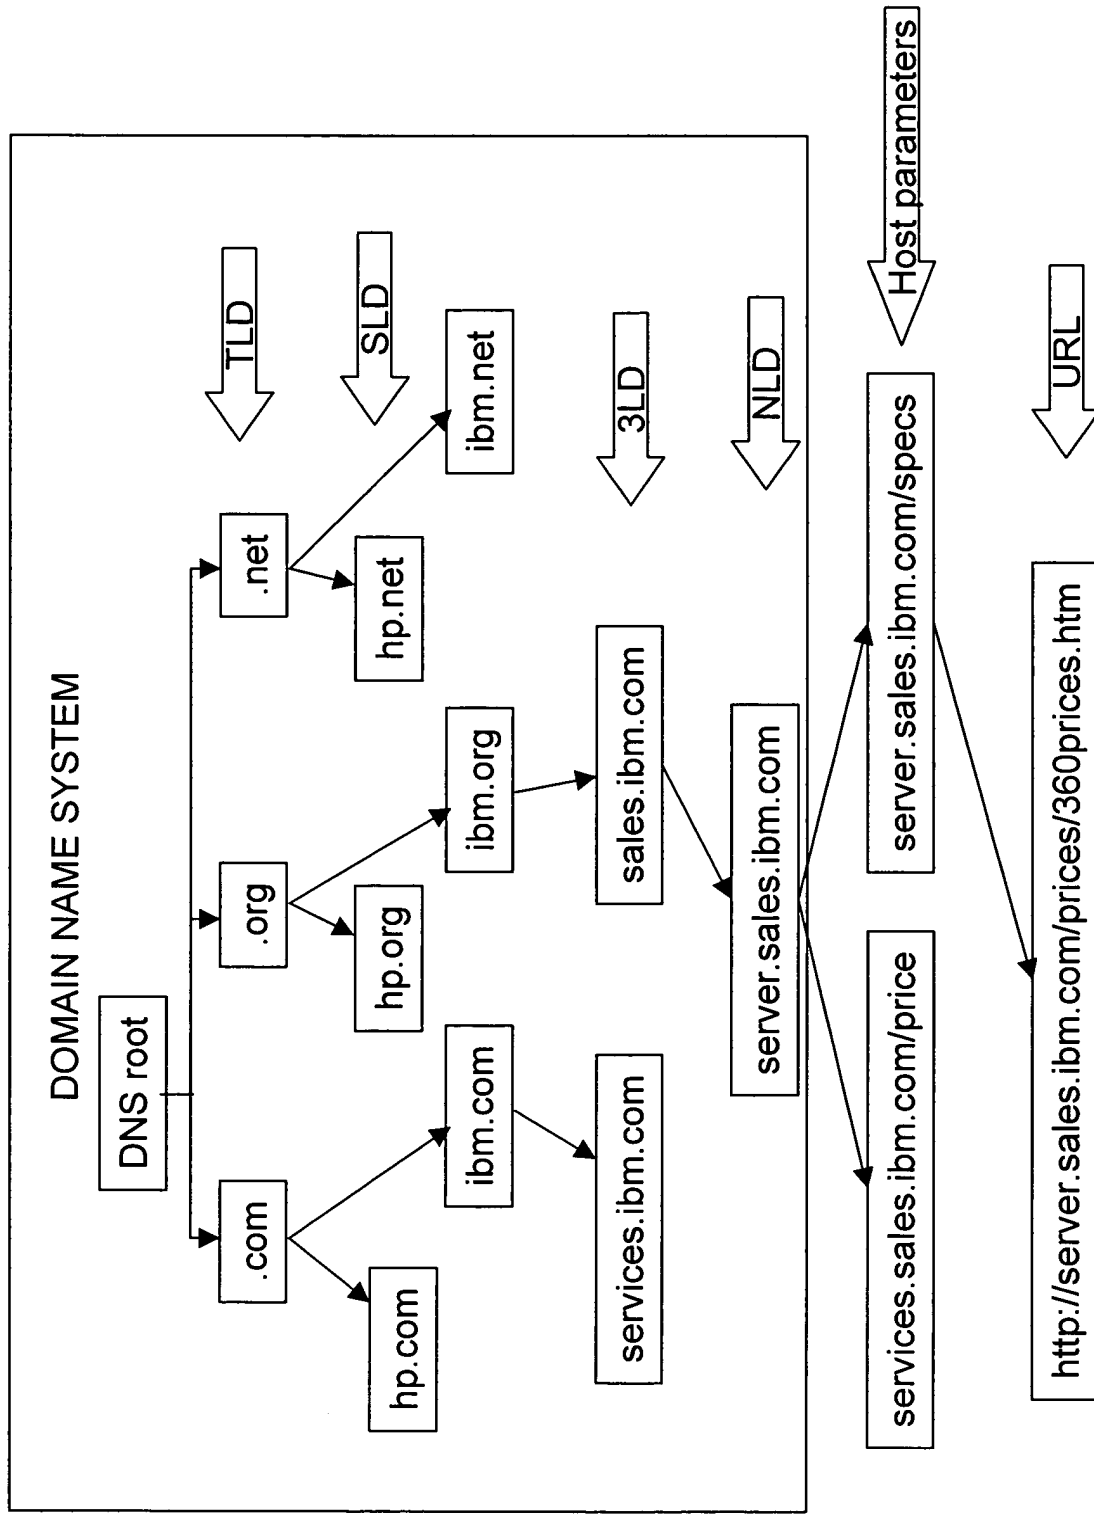 DOMAIN NAME SYSTEM
DNS root
.com
.org
.net
TLD
hp.com
hp.org
hp.net
SLD
ibm.com
ibm.org
ibm.net
services.ibm.com
sales.ibm.com
3LD
server.sales.ibm.com
NLD
services.sales.ibm.com/price
server.sales.ibm.com/specs
Host parameters
http://server.sales.ibm.com/prices/360prices.htm
URL